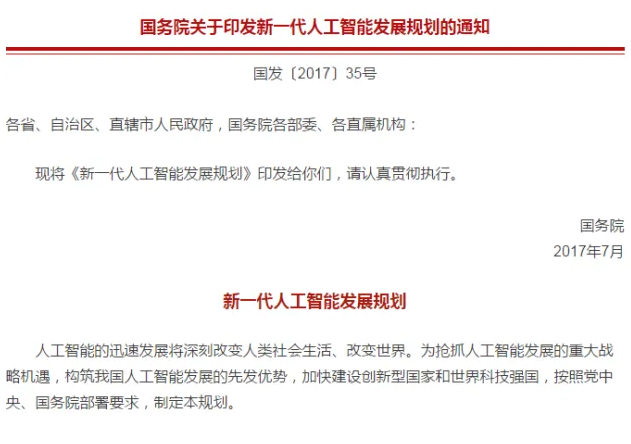 国务院关于印发新一代人工智能发展规划的通知
国发〔2017〕35号
各省、自治区、直辖市人民政府，国务院各部委、各直属机构：
现将《新一代人工智能发展规划》印发给你们，请认真贯彻执行。
国务院
2017年7月
新一代人工智能发展规划
人工智能的迅速发展将深刻改变人类社会生活、改变世界。为抢抓人工智能发展的重大战
略机遇，构筑我国人工智能发展的先发优势，加快建设创新型国家和世界科技强国，按照党中
央、国务院部署要求，制定本规划。